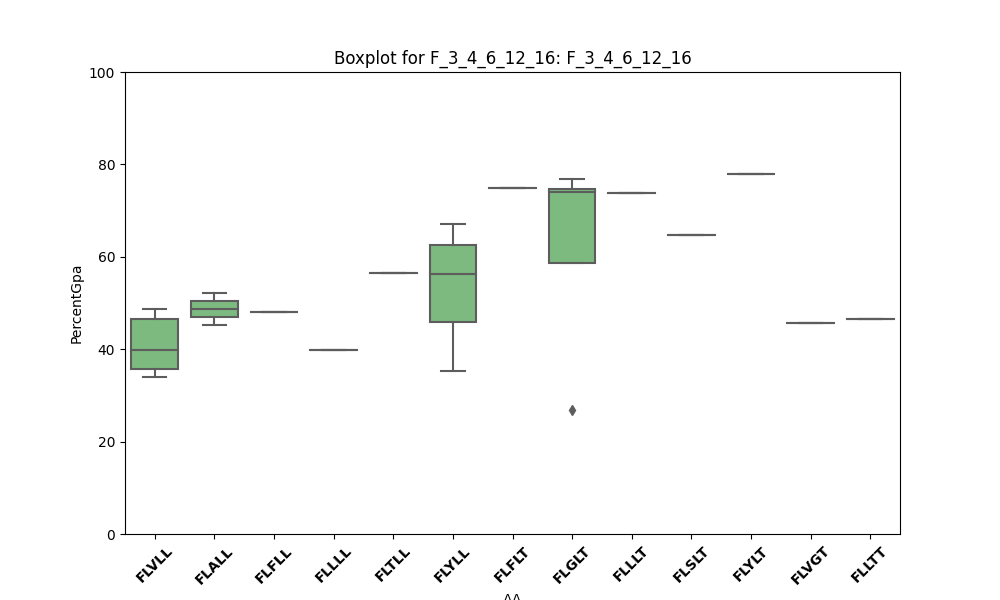 Boxplot for F_3_4_6_12_16: F_3_4_6_12_16
PercentGpa
100
80
60
40
20
0
FLVLL
FLALL
FLFLL
FLLLL
FLTLL
FLYLL
FLFLT
FLGLT
FLLLT
FLSLT
FLYLT
FLVGT
FLLTT
AA